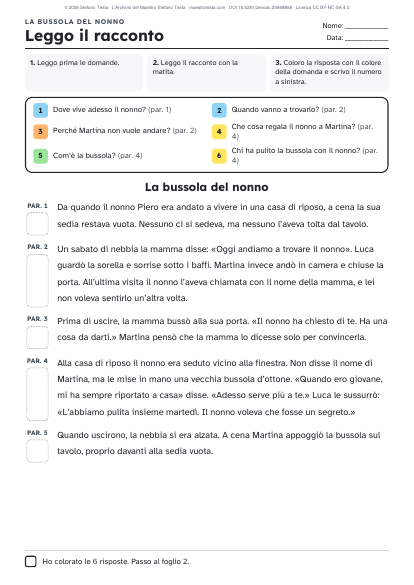 © 2026 Stefano Testa · L'Archivio del Maestro Stefano Testa · maestrotesta.com · DOI 10.5281/zenodo.20688868 · Licenza CC BY-NC-SA 4.0
LA BUSSOLA DEL NONNO
Leggo il racconto
Nome:
Data:
1. Leggo prima le domande.
2. Leggo il racconto con la
matita.
3. Coloro la risposta con il colore
della domanda e scrivo il numero
a sinistra.
1 Dove vive adesso il nonno? (par. 1)
2 Quando vanno a trovarlo? (par. 2)
3 Perché Martina non vuole andare? (par. 2)
4 Che cosa regala il nonno a Martina? (par.
4)
5 Com'è la bussola? (par. 4)
6 Chi ha pulito la bussola con il nonno? (par.
4)
La bussola del nonno
PAR. 1
Da quando il nonno Piero era andato a vivere in una casa di riposo, a cena la sua
sedia restava vuota. Nessuno ci si sedeva, ma nessuno l'aveva tolta dal tavolo.
PAR. 2
Un sabato di nebbia la mamma disse: «Oggi andiamo a trovare il nonno». Luca
guardò la sorella e sorrise sotto i baffi. Martina invece andò in camera e chiuse la
porta. All'ultima visita il nonno l'aveva chiamata con il nome della mamma, e lei
non voleva sentirlo un'altra volta.
PAR. 3
Prima di uscire, la mamma bussò alla sua porta. «Il nonno ha chiesto di te. Ha una
cosa da darti.» Martina pensò che la mamma lo dicesse solo per convincerla.
PAR. 4
Alla casa di riposo il nonno era seduto vicino alla finestra. Non disse il nome di
Martina, ma le mise in mano una vecchia bussola d'ottone. «Quando ero giovane,
mi ha sempre riportato a casa» disse. «Adesso serve più a te.» Luca le sussurrò:
«L'abbiamo pulita insieme martedì. Il nonno voleva che fosse un segreto.»
PAR. 5
Quando uscirono, la nebbia si era alzata. A cena Martina appoggiò la bussola sul
tavolo, proprio davanti alla sedia vuota.
Ho colorato le 6 risposte. Passo al foglio 2.